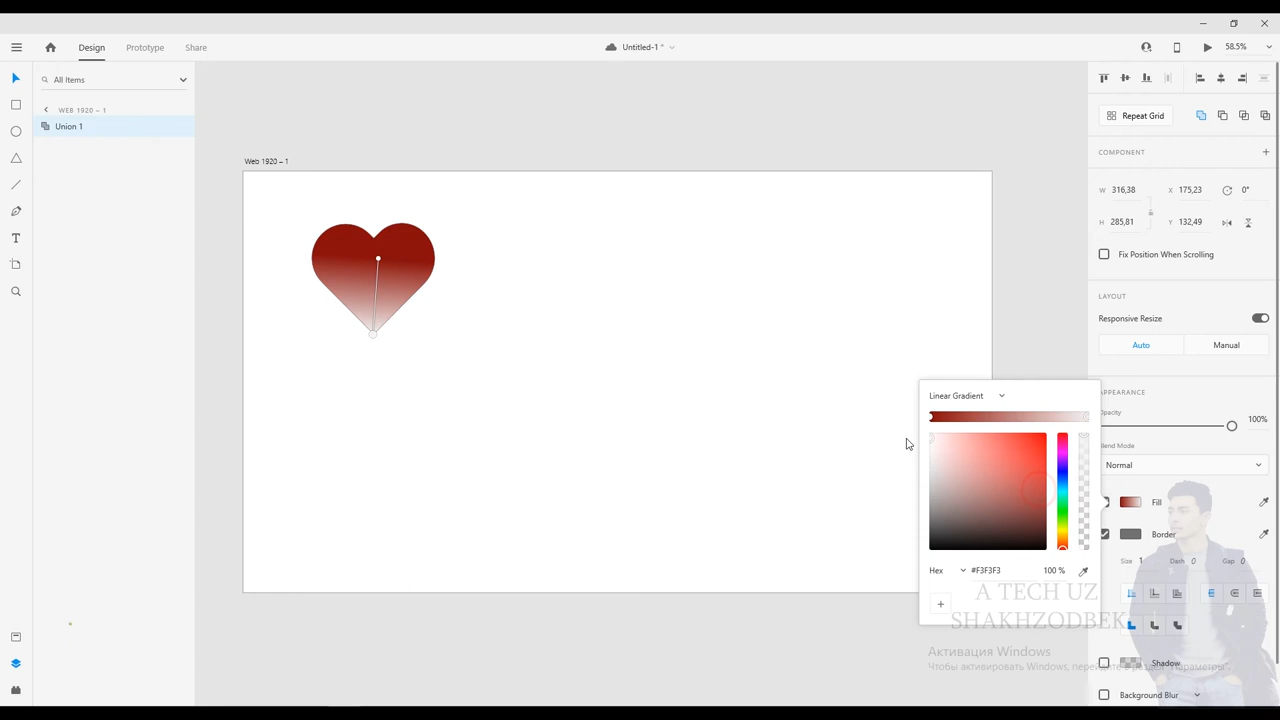 Design
Prototype
Share
Untitled-1 *
58.5%
All Items
WEB 1920 – 1
Union 1
Web 1920 – 1
Repeat Grid
COMPONENT
W 316,38
X 175,23
0°
H 285,81
Y 132,49
Fix Position When Scrolling
LAYOUT
Responsive Resize
Auto
Manual
APPEARANCE
Opacity
100%
Blend Mode
Normal
Linear Gradient
Fill
Border
Size 1
Dash 0
Gap 0
Hex
#F3F3F3
100 %
+
A TECH UZ
SHAKHZODBEK
Активация Windows
Чтобы активировать Windows, перейдите в раздел "Параметры".
Shadow
Background Blur